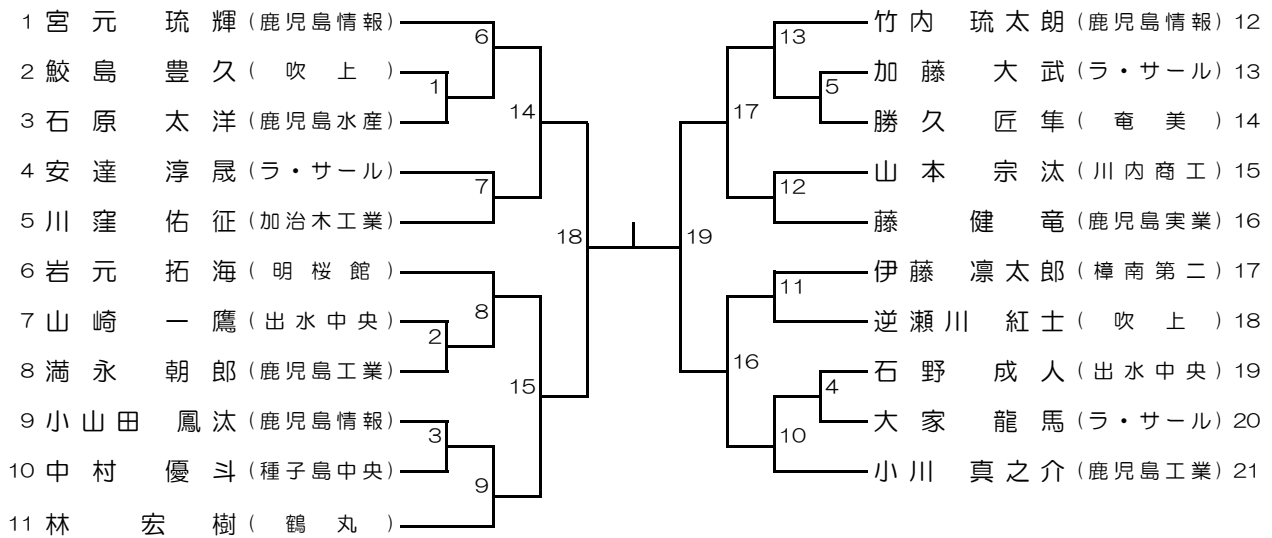 1 宮元 琉輝 (鹿児島情報)
2 鮫島 豊久 (吹上)
3 石原 太洋 (鹿児島水産)
4 安達 淳晟 (ラ・サール)
5 川窪 佑征 (加治木工業)
6 岩元 拓海 (明桜館)
7 山崎 一鷹 (出水中央)
8 満永 朝郎 (鹿児島工業)
9 小山田 鳳汰 (鹿児島情報)
10 中村 優斗 (種子島中央)
11 林 宏樹 (鶴丸)
6
1
14
7
18
8
2
15
3
9
13
5
17
12
19
11
16
4
10
竹内 琉太朗 (鹿児島情報) 12
加藤 大武 (ラ・サール) 13
勝久 匠隼 (奄美) 14
山本 宗汰 (川内商工) 15
藤 健竜 (鹿児島実業) 16
伊藤 凛太郎 (樟南第二) 17
逆瀬川 紅士 (吹上) 18
石野 成人 (出水中央) 19
大家 龍馬 (ラ・サール) 20
小川 真之介 (鹿児島工業) 21